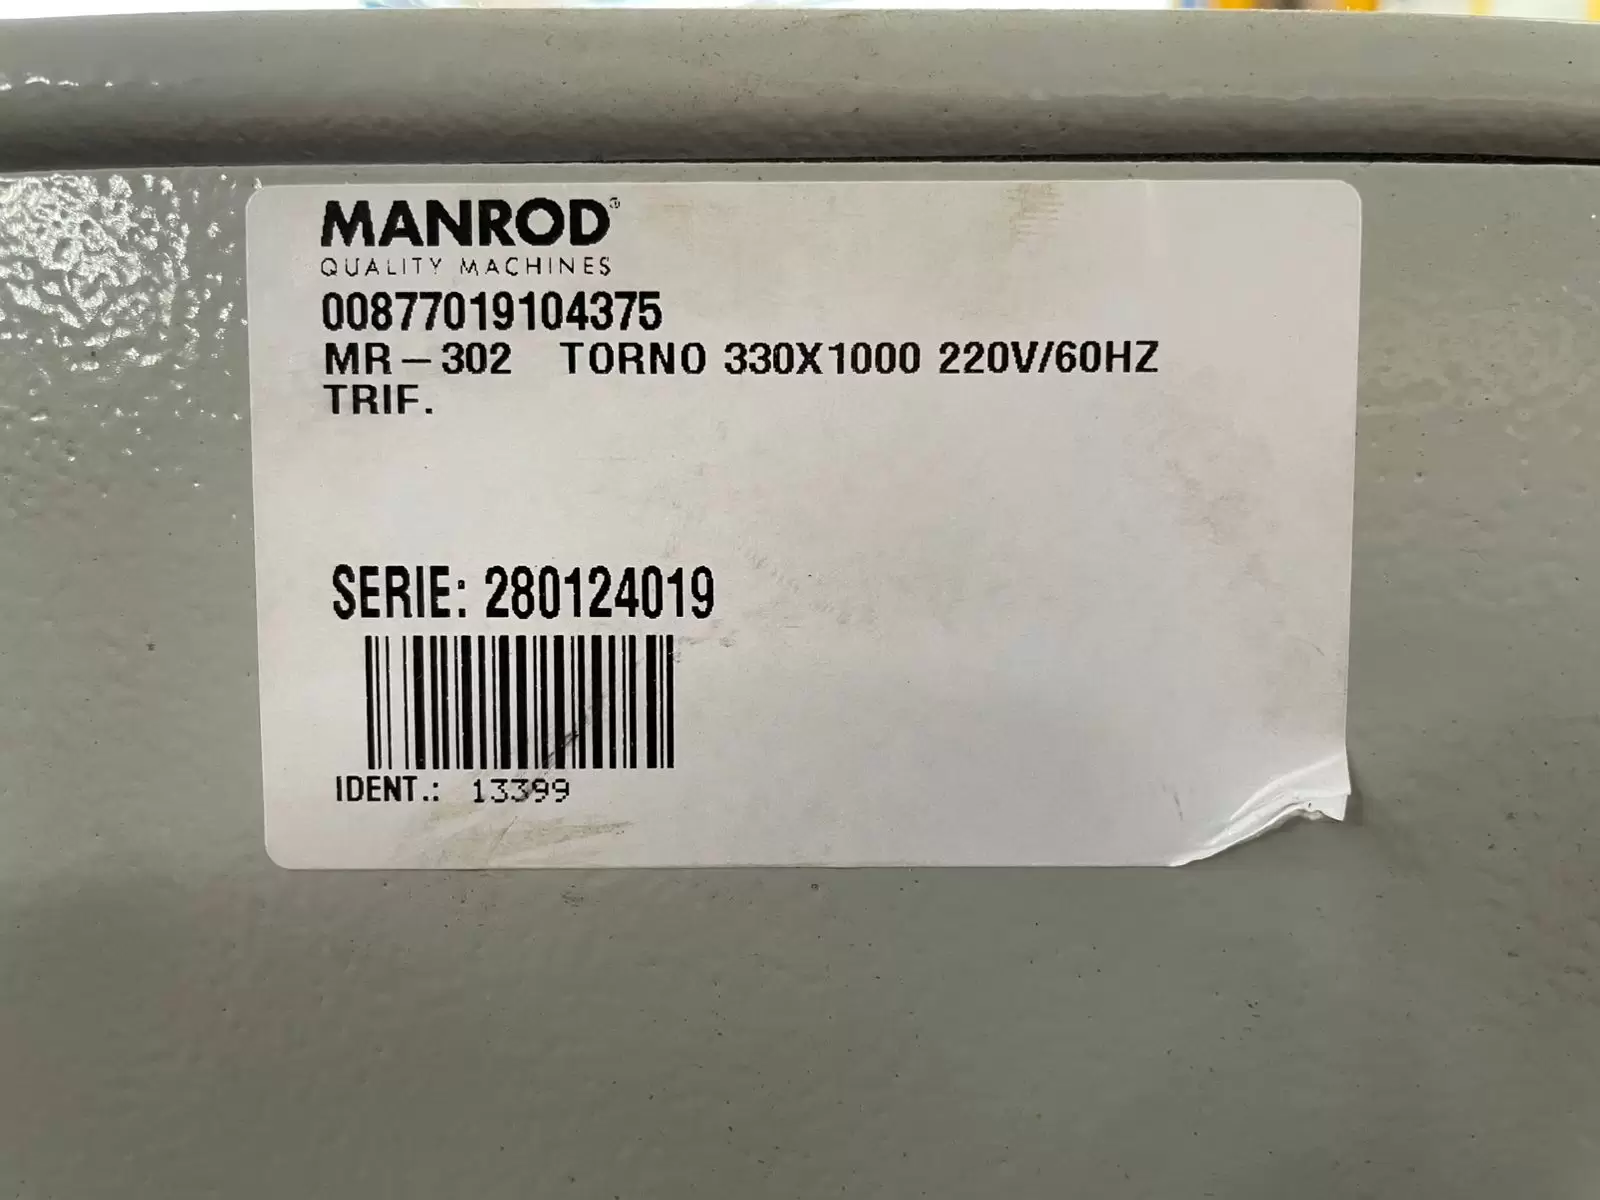 MANROD®
QUALITY MACHINES
00877019104375
MR-302 TORNO 330X1000 220V/60HZ
TRIF.
SERIE: 280124019
IDENT.: 13399